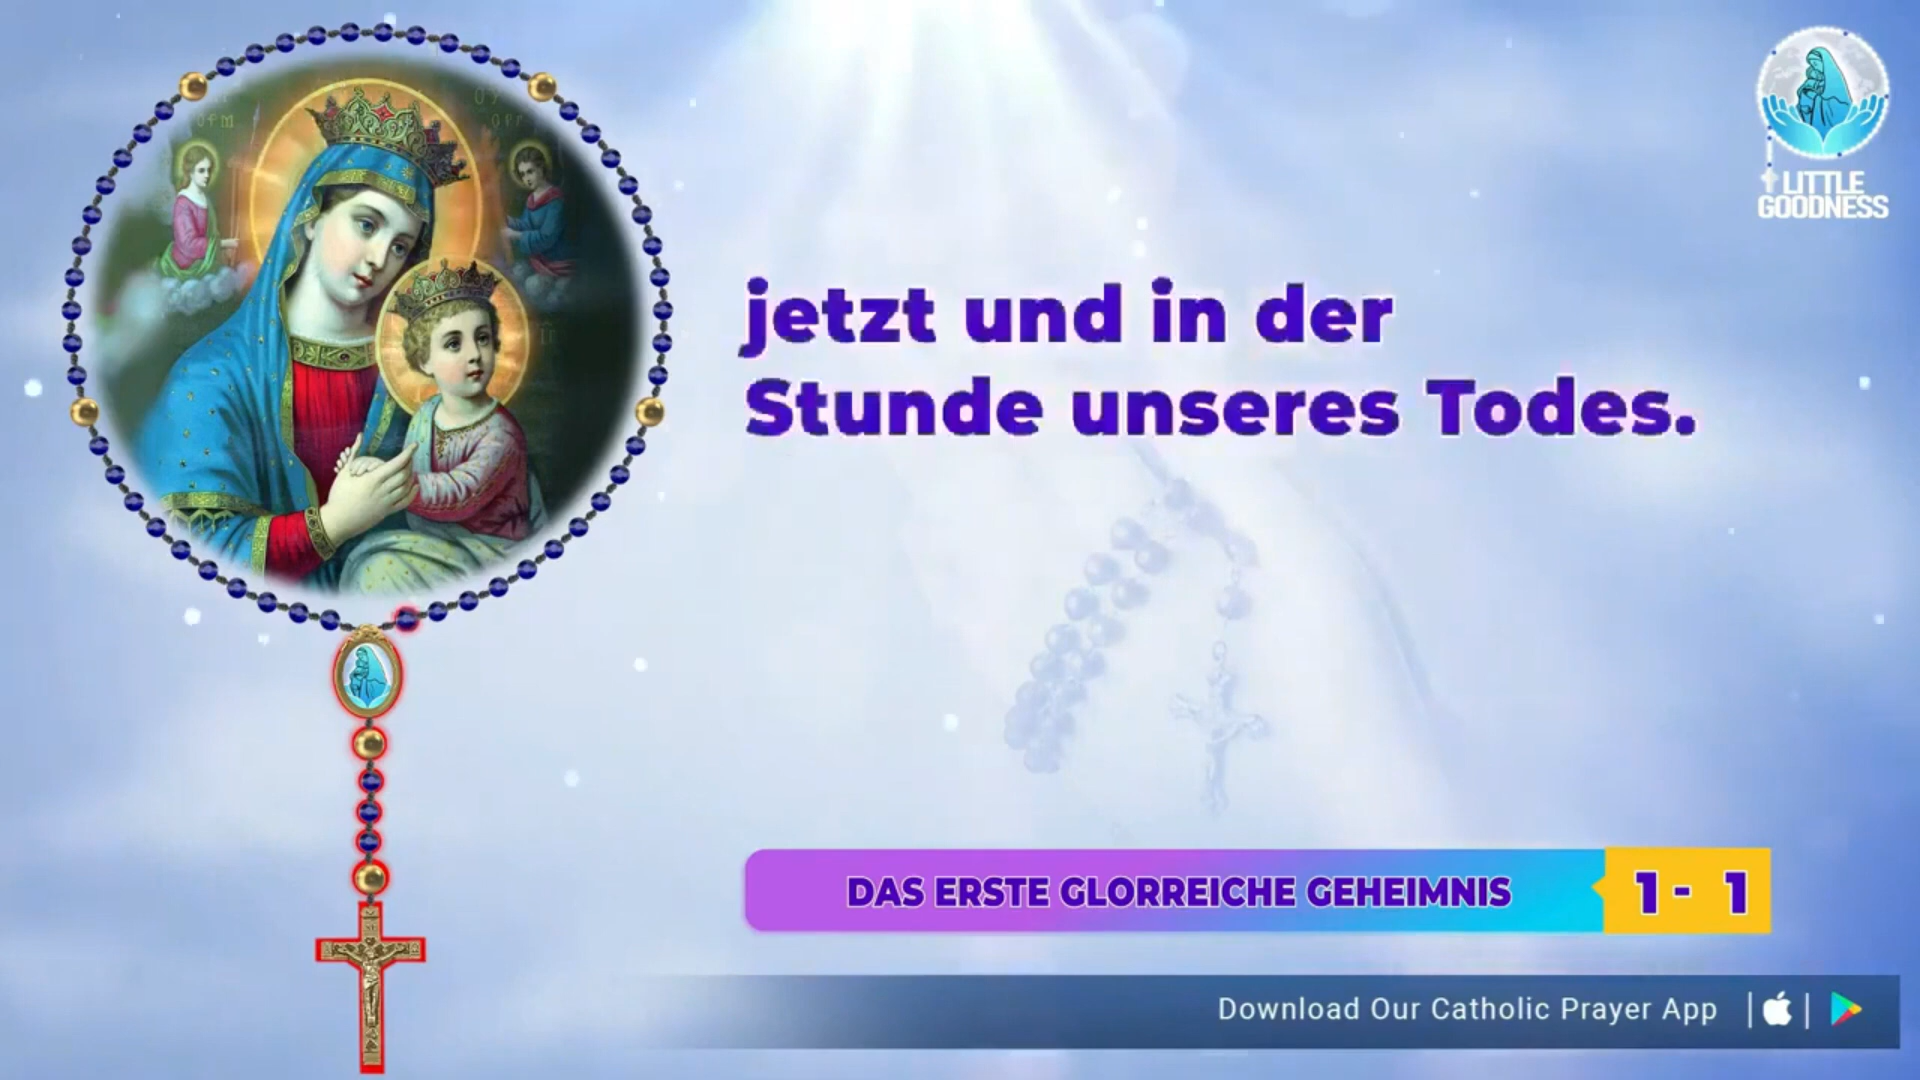 LITTLE
GOODNESS
jetzt und in der
Stunde unseres Todes.
DAS ERSTE GLORREICHE GEHEIMNIS
1 - 1
Download Our Catholic Prayer App